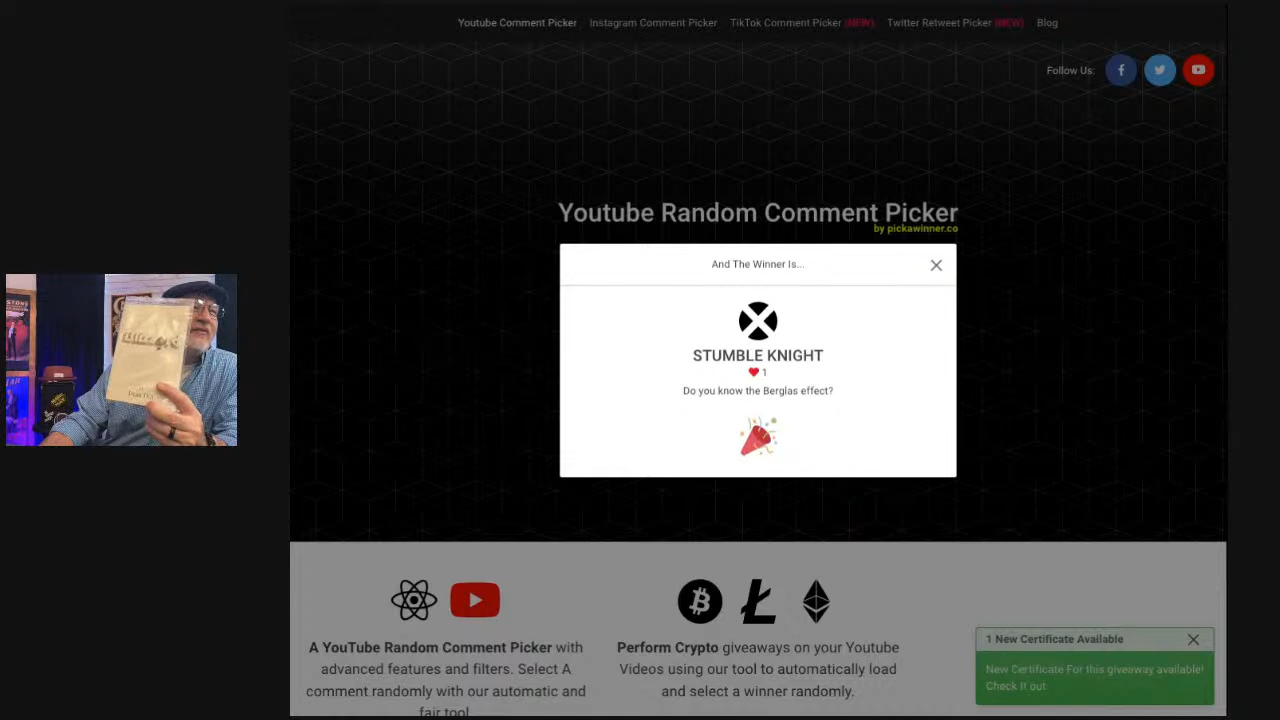 Youtube Comment Picker Instagram Comment Picker TikTok Comment Picker (NEW) Twitter Retweet Picker (NEW) Blog
Follow Us:
Youtube Random Comment Picker
by pickawinner.co
And The Winner Is...
STUMBLE KNIGHT
1
Do you know the Berglas effect?
A YouTube Random Comment Picker with
advanced features and filters. Select A
comment randomly with our automatic and
fair tool
Perform Crypto giveaways on your Youtube
Videos using our tool to automatically load
and select a winner randomly.
1 New Certificate Available
New Certificate For this giveaway available!
Check It out